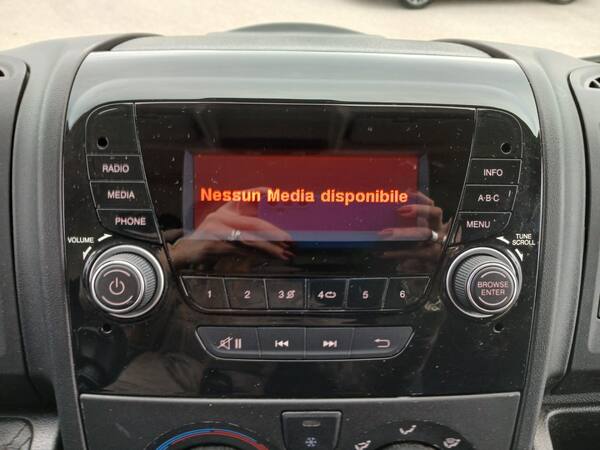 RADIO
MEDIA
PHONE
VOLUME
Nessun Media disponibile
INFO
A·B·C
MENU
TUNE
SCROLL
BROWSE
ENTER
1 2 3 4 5 6